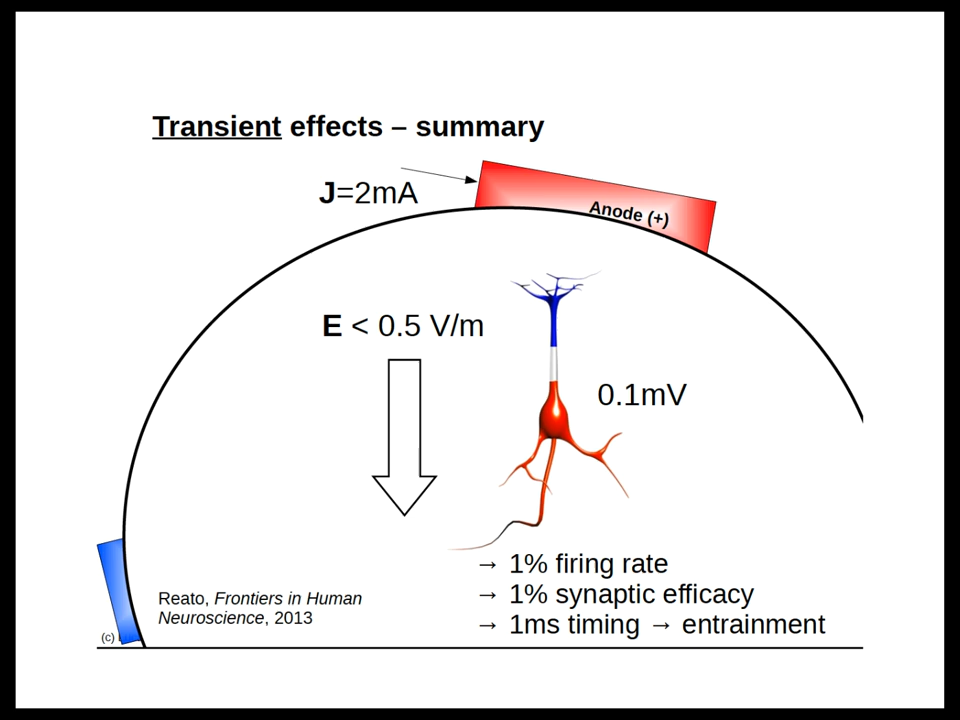 Transient effects – summary
J=2mA
Anode (+)
E < 0.5 V/m
0.1mV
→ 1% firing rate
→ 1% synaptic efficacy
→ 1ms timing → entrainment
Reato, Frontiers in Human
Neuroscience, 2013
(c)